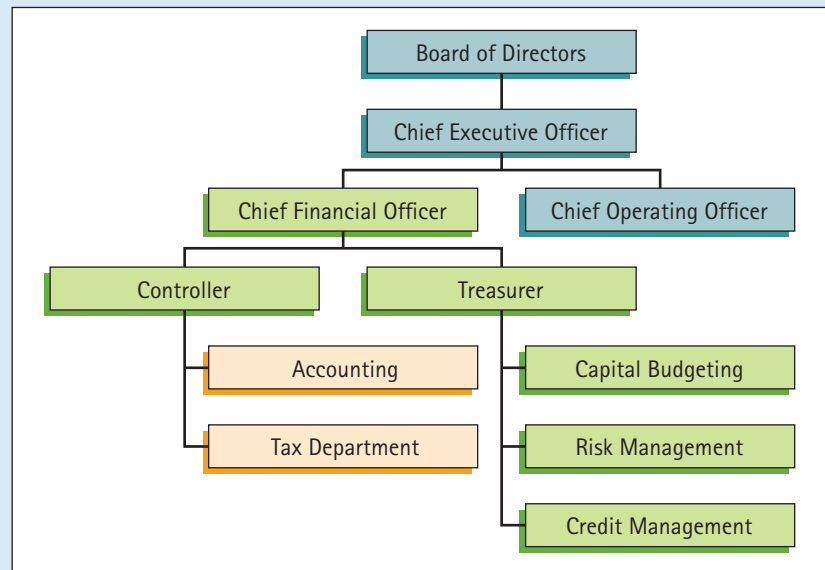 Board of Directors
Chief Executive Officer
Chief Financial Officer
Chief Operating Officer
Controller
Treasurer
Accounting
Capital Budgeting
Tax Department
Risk Management
Credit Management